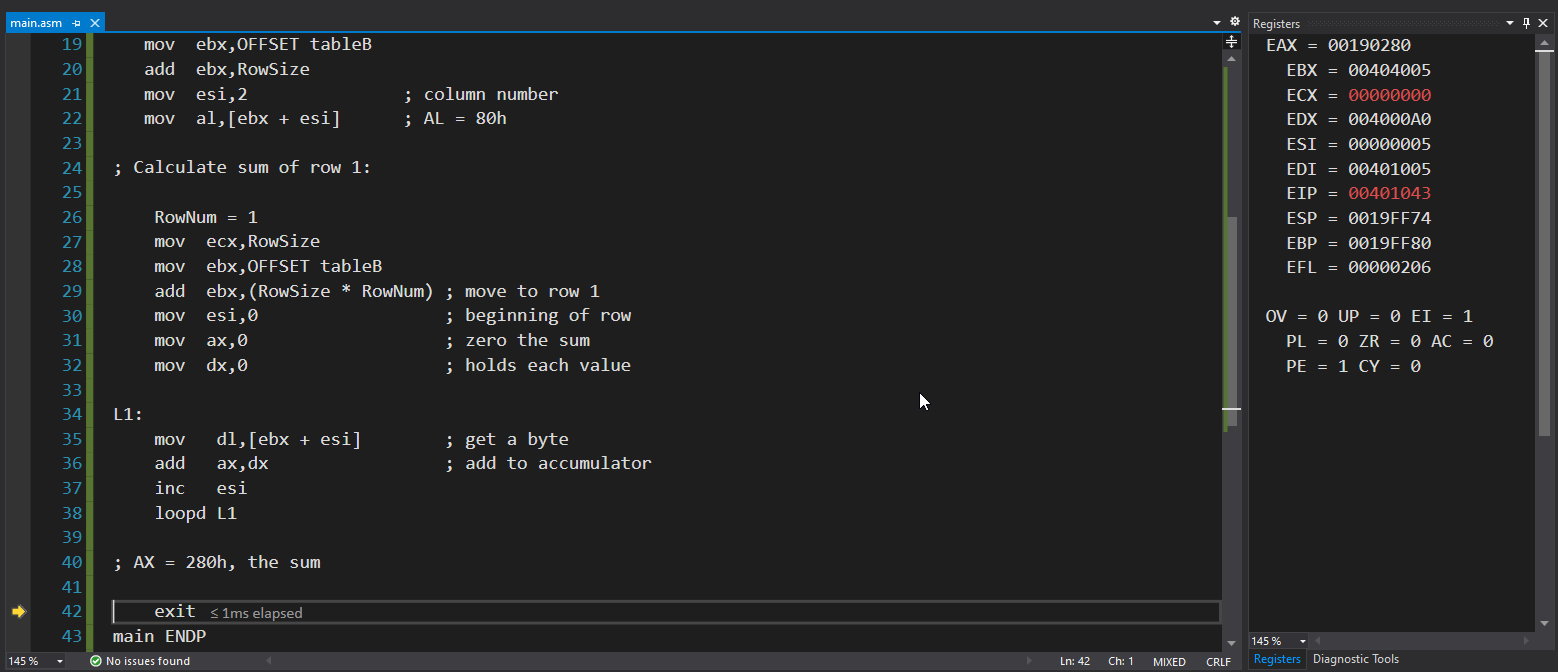 main.asm
19 mov ebx,OFFSET tableB
20 add ebx,RowSize
21 mov esi,2 ; column number
22 mov al,[ebx + esi] ; AL = 80h
23
24 ; Calculate sum of row 1:
25
26 RowNum = 1
27 mov ecx,RowSize
28 mov ebx,OFFSET tableB
29 add ebx,(RowSize * RowNum) ; move to row 1
30 mov esi,0 ; beginning of row
31 mov ax,0 ; zero the sum
32 mov dx,0 ; holds each value
33
34 L1:
35 mov dl,[ebx + esi] ; get a byte
36 add ax,dx ; add to accumulator
37 inc esi
38 loopd L1
39
40 ; AX = 280h, the sum
41
42 exit ≤ 1ms elapsed
43 main ENDP
145 % No issues found Ln: 42 Ch: 1 MIXED CRLF
Registers
EAX = 00190280
EBX = 00404005
ECX = 00000000
EDX = 004000A0
ESI = 00000005
EDI = 00401005
EIP = 00401043
ESP = 0019FF74
EBP = 0019FF80
EFL = 00000206
OV = 0 UP = 0 EI = 1
PL = 0 ZR = 0 AC = 0
PE = 1 CY = 0
145 %
Registers Diagnostic Tools